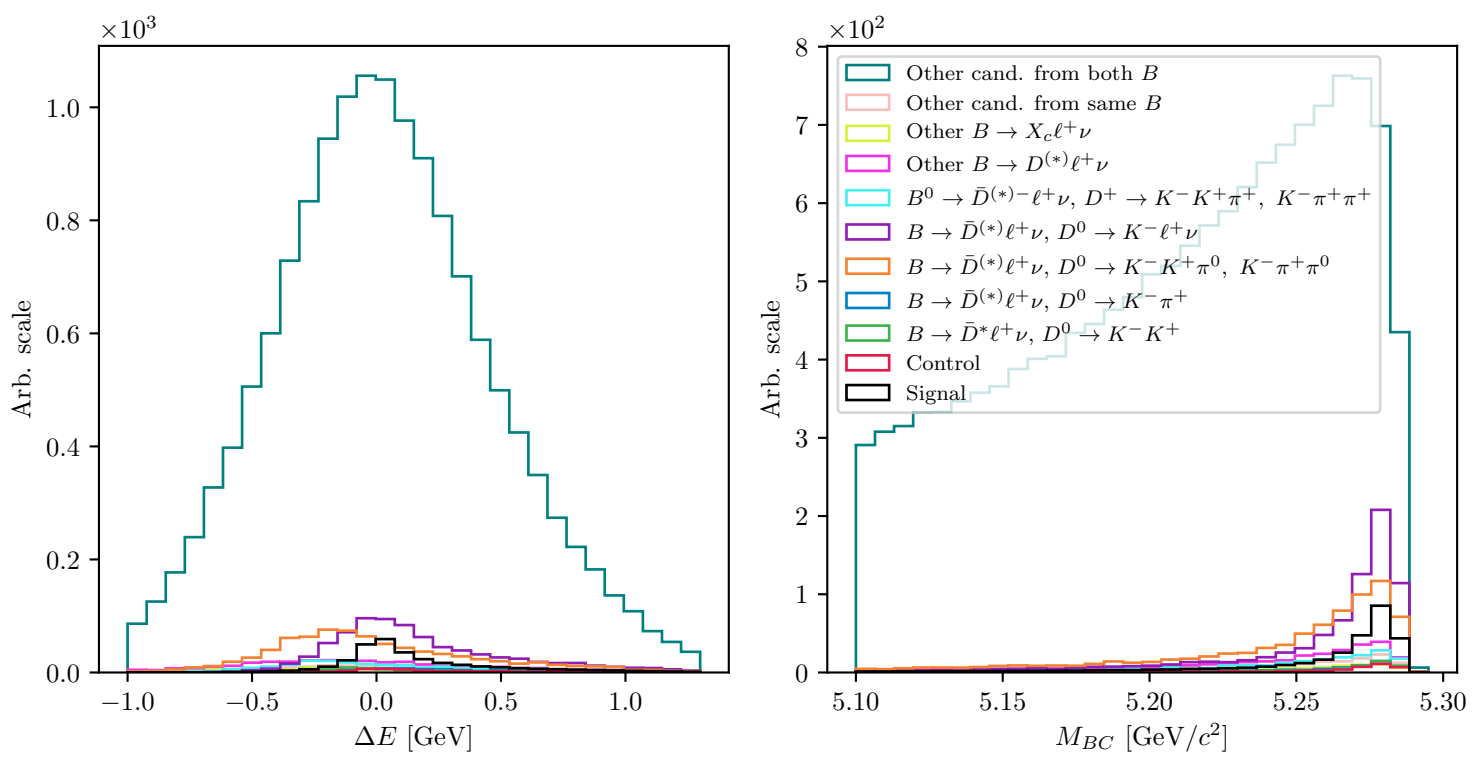 ×10³
Arb. scale
1.0
0.8
0.6
0.4
0.2
0.0
−1.0 −0.5 0.0 0.5 1.0
ΔE [GeV]
×10²
Arb. scale
8
7
6
5
4
3
2
1
0
Other cand. from both B
Other cand. from same B
Other B → X_cℓ⁺ν
Other B → D⁽*⁾ℓ⁺ν
B⁰ → D̄⁽*⁾⁻ℓ⁺ν, D⁺ → K⁻K⁺π⁺, K⁻π⁺π⁺
B → D̄⁽*⁾ℓ⁺ν, D⁰ → K⁻ℓ⁺ν
B → D̄⁽*⁾ℓ⁺ν, D⁰ → K⁻K⁺π⁰, K⁻π⁺π⁰
B → D̄⁽*⁾ℓ⁺ν, D⁰ → K⁻π⁺
B → D̄*ℓ⁺ν, D⁰ → K⁻K⁺
Control
Signal
5.10 5.15 5.20 5.25 5.30
M_BC [GeV/c²]